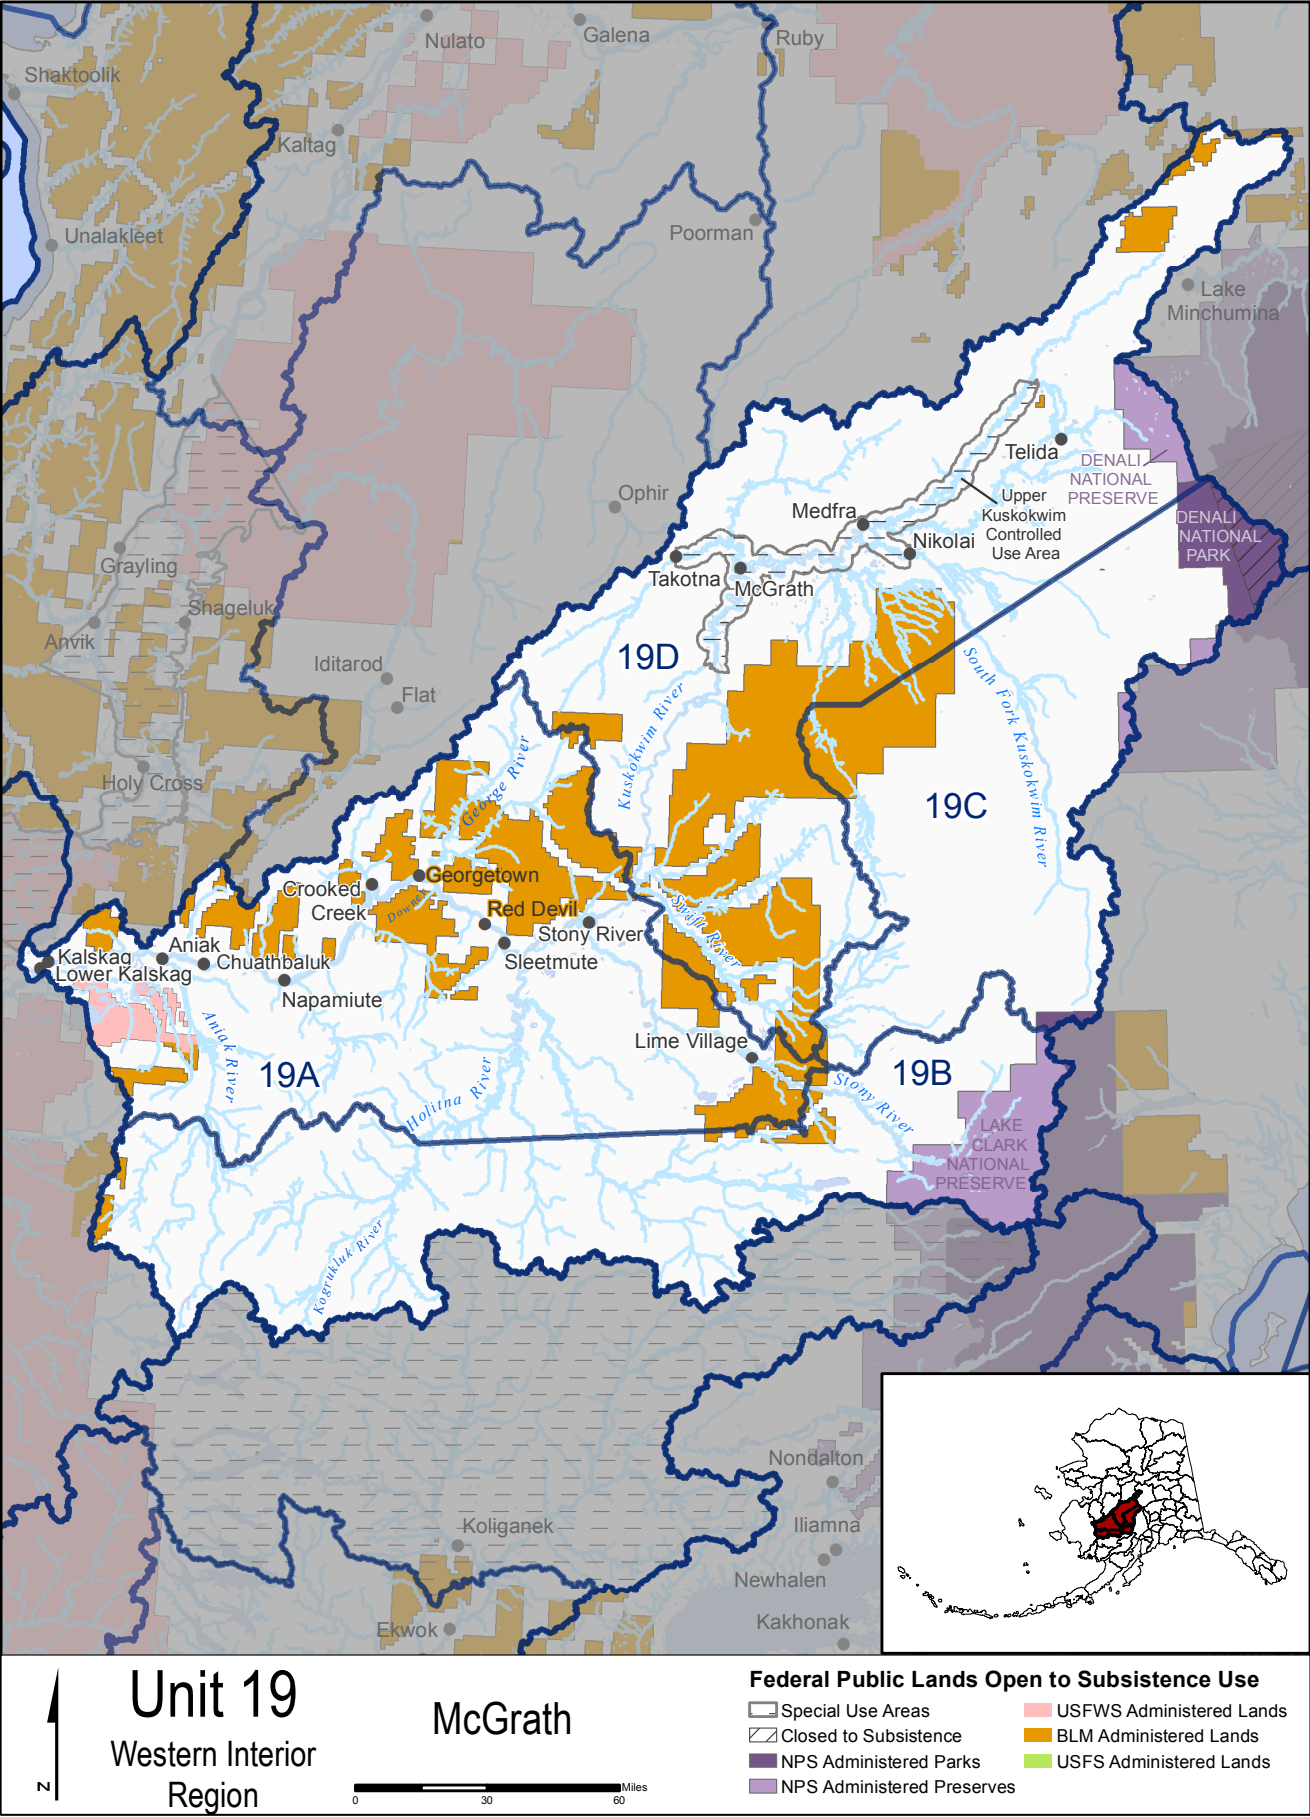 Nulato
Galena
Ruby
Shaktoolik
Kaltag
Unalakleet
Poorman
Lake
Minchumina
Telida
DENALI
NATIONAL
PRESERVE
Ophir
Upper
Kuskokwim
Controlled
Use Area
Medfra
DENALI
NATIONAL
PARK
Nikolai
Grayling
Takotna
McGrath
Shageluk
Anvik
19D
Iditarod
South Fork Kuskokwim River
Flat
Kuskokwim River
Holy Cross
George River
19C
Georgetown
Crooked
Creek
Red Devil
Swift River
Stony River
Aniak
Kalskag
Chuathbaluk
Sleetmute
Lower Kalskag
Napamiute
Aniak River
Lime Village
19A
19B
Holitna River
Stony River
LAKE
CLARK
NATIONAL
PRESERVE
Kogrukluk River
Nondalton
Koliganek
Iliamna
Newhalen
Kakhonak
Ekwok
N
Unit 19
Western Interior
Region
McGrath
Miles
0 30 60
Federal Public Lands Open to Subsistence Use
Special Use Areas
Closed to Subsistence
NPS Administered Parks
NPS Administered Preserves
USFWS Administered Lands
BLM Administered Lands
USFS Administered Lands